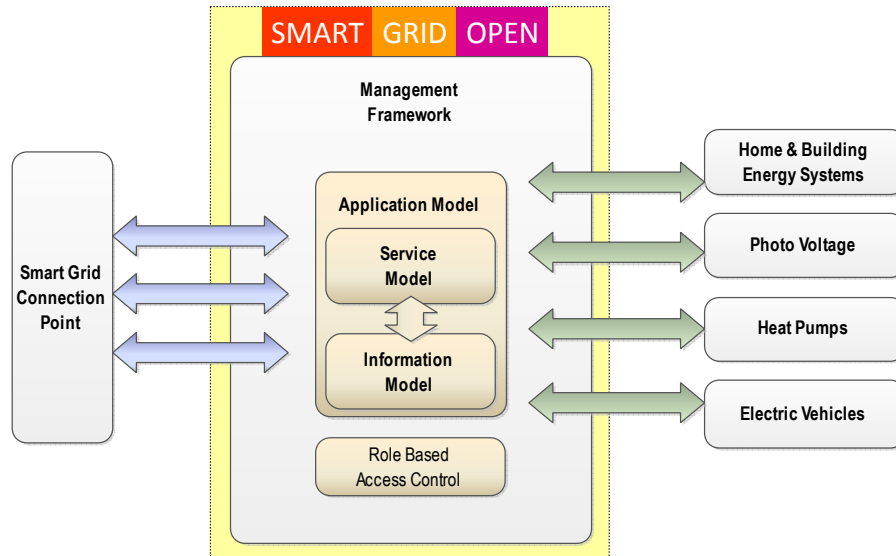 SMART GRID OPEN
Management
Framework
Smart Grid
Connection
Point
Application Model
Service
Model
Information
Model
Role Based
Access Control
Home & Building
Energy Systems
Photo Voltage
Heat Pumps
Electric Vehicles